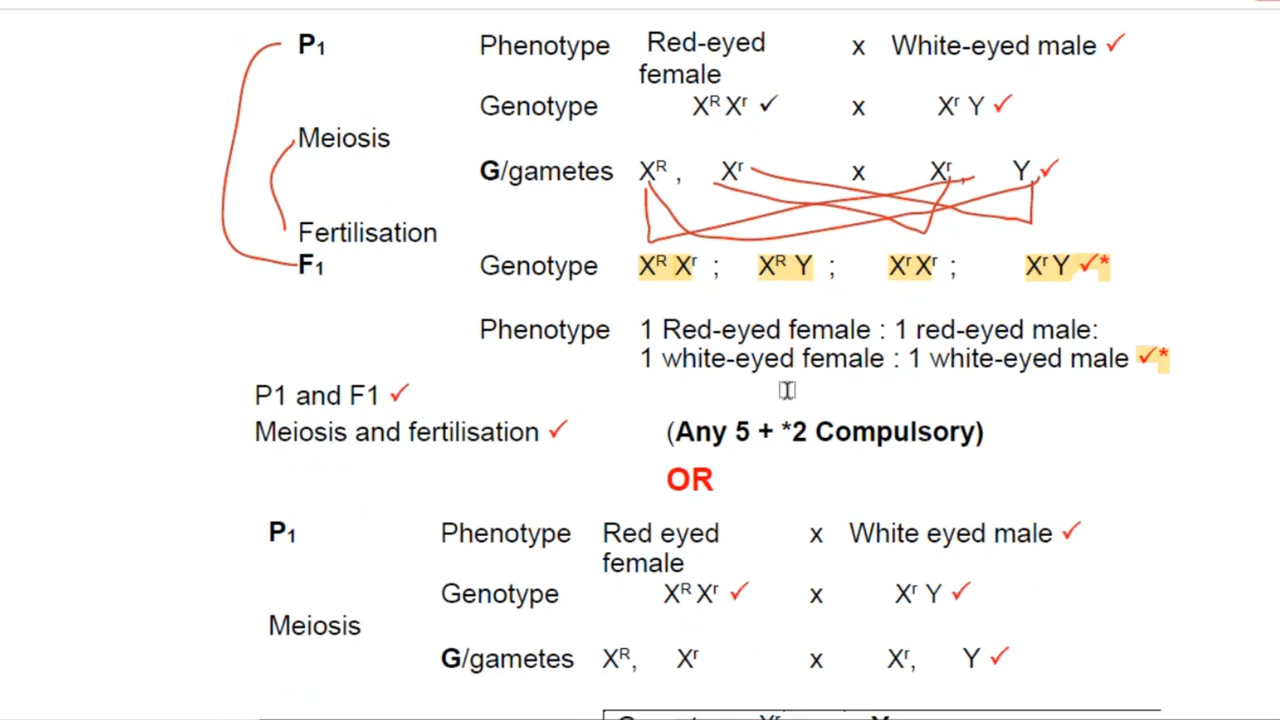 P1 Phenotype Red-eyed x White-eyed male ✓
female
Genotype Xᴿ Xʳ ✓ x Xʳ Y ✓
Meiosis
G/gametes Xᴿ , Xʳ x Xʳ, Y ✓
Fertilisation
F1 Genotype Xᴿ Xʳ ; Xᴿ Y ; Xʳ Xʳ ; Xʳ Y ✓*
Phenotype 1 Red-eyed female : 1 red-eyed male:
1 white-eyed female : 1 white-eyed male ✓*
P1 and F1 ✓
Meiosis and fertilisation ✓ (Any 5 + *2 Compulsory)
OR
P1 Phenotype Red eyed x White eyed male ✓
female
Genotype Xᴿ Xʳ ✓ x Xʳ Y ✓
Meiosis
G/gametes Xᴿ, Xʳ x Xʳ, Y ✓